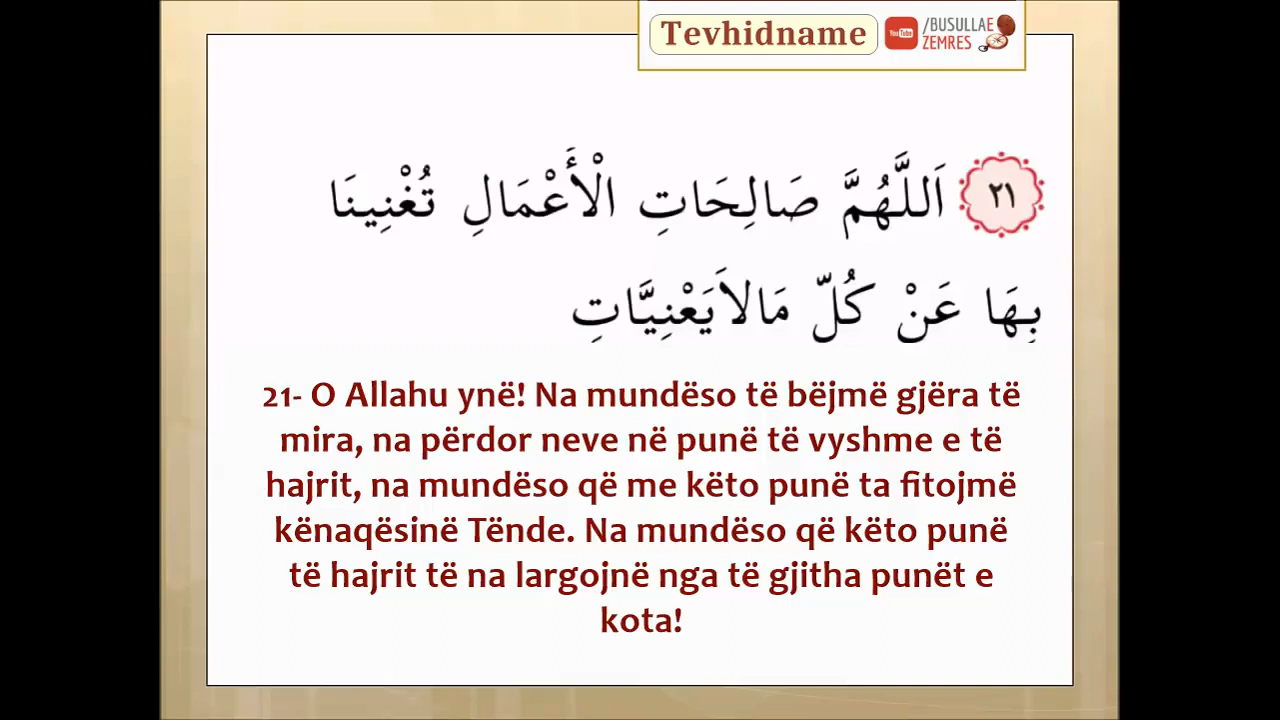 Tevhidname
YouTube
/BUSULLAE
ZEMRES
٢١ اَللَّهُمَّ صَالِحَاتِ الْأَعْمَالِ تُغْنِينَا
بِهَا عَنْ كُلِّ مَالاَيَعْنِيَّاتِ
21- O Allahu ynë! Na mundëso të bëjmë gjëra të
mira, na përdor neve në punë të vyshme e të
hajrit, na mundëso që me këto punë ta fitojmë
kënaqësinë Tënde. Na mundëso që këto punë
të hajrit të na largojnë nga të gjitha punët e
kota!